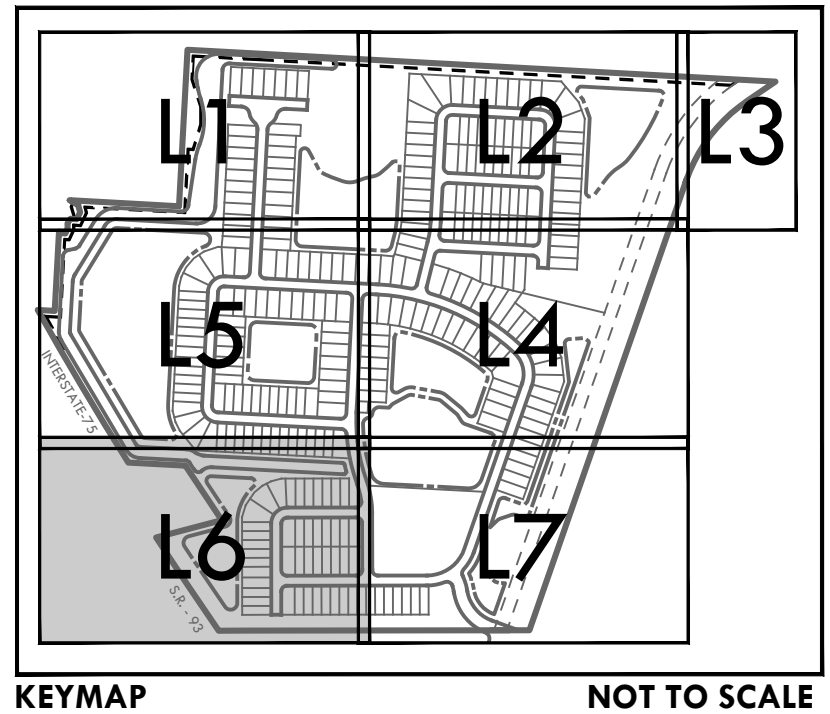 L1
L2
L3
L5
L4
INTERSTATE-75
L6
L7
S.R. - 93
KEYMAP
NOT TO SCALE